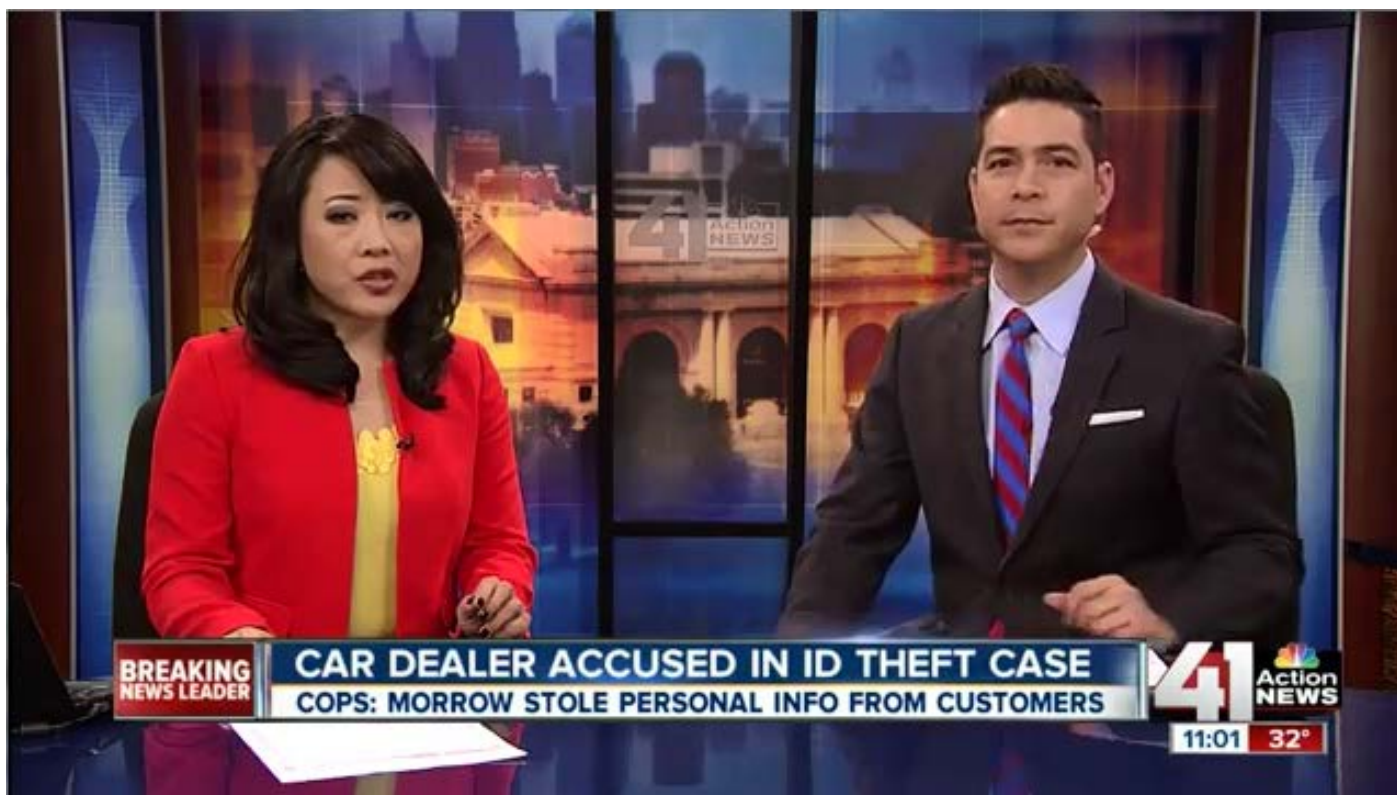 41 Action
NEWS
BREAKING
NEWS LEADER
CAR DEALER ACCUSED IN ID THEFT CASE
COPS: MORROW STOLE PERSONAL INFO FROM CUSTOMERS
41 Action
NEWS
11:01 32°